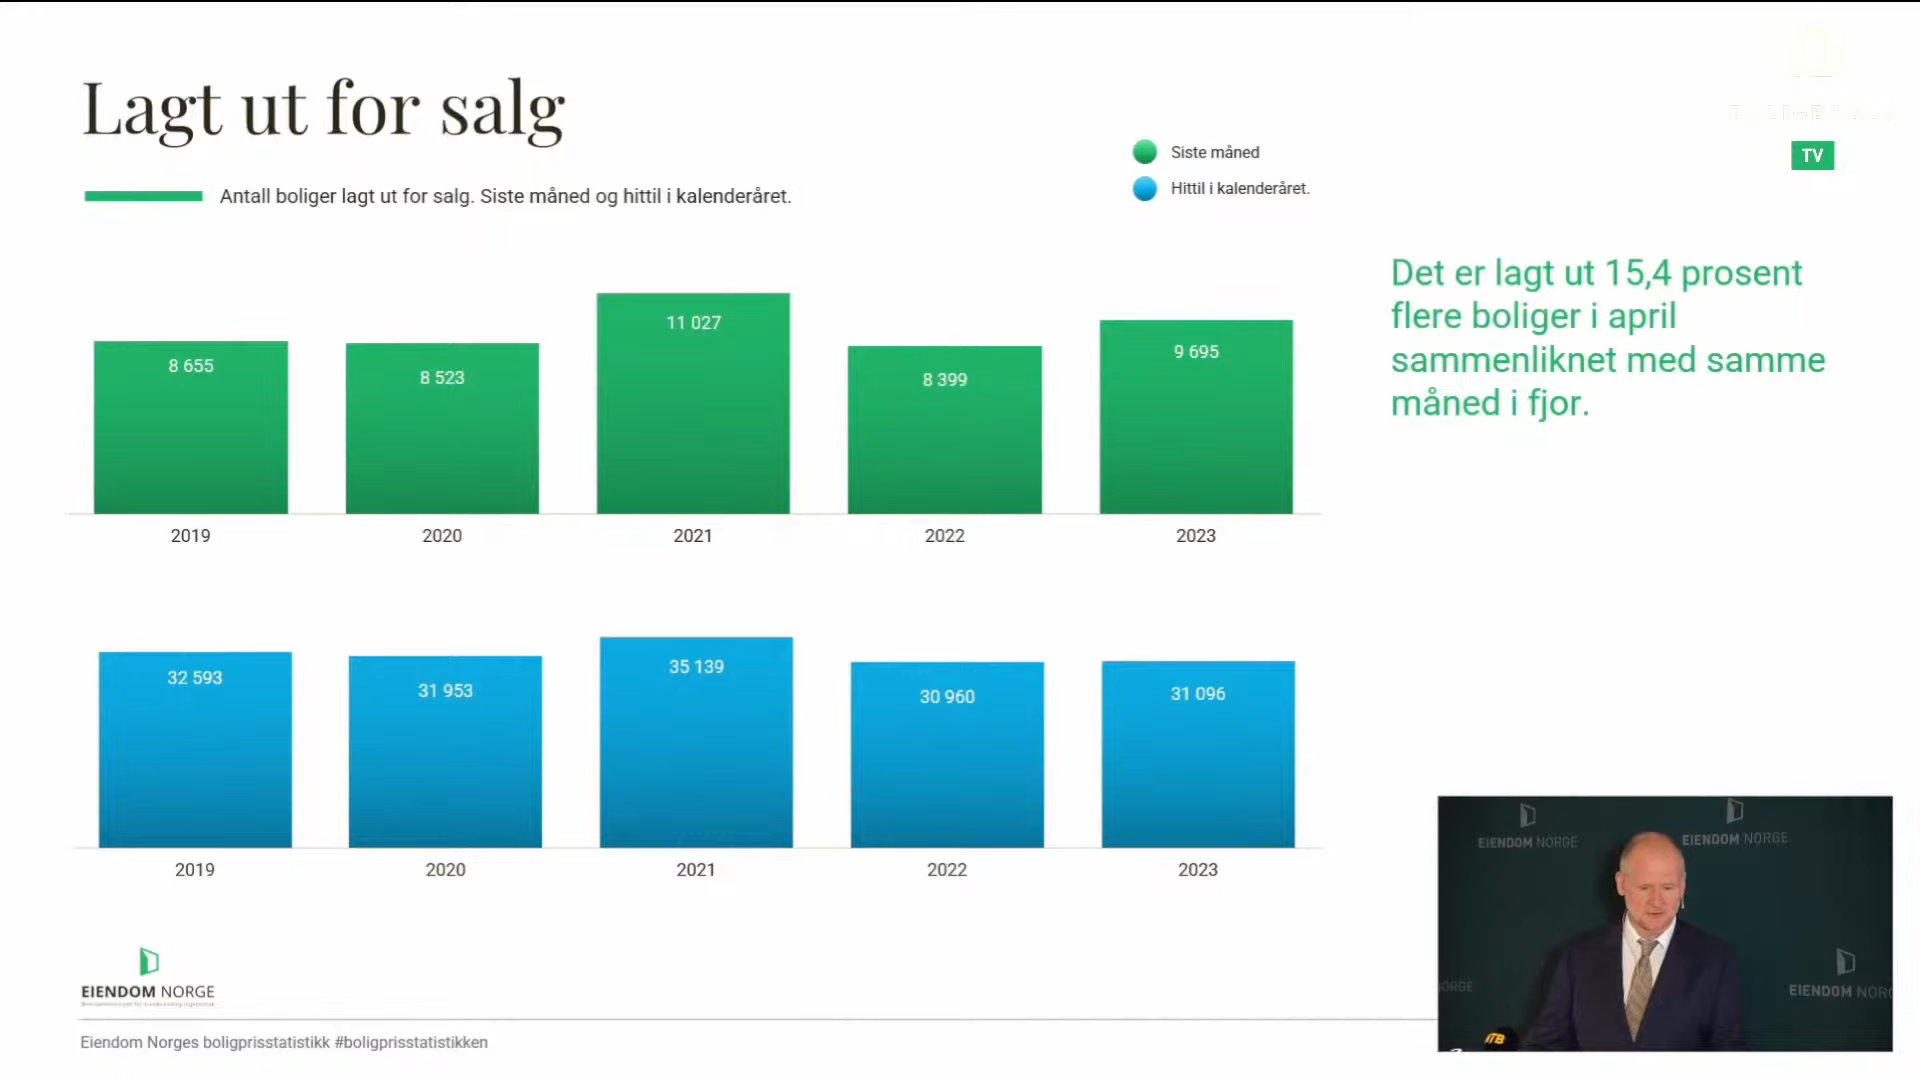 Lagt ut for salg
Siste måned
TV
Antall boliger lagt ut for salg. Siste måned og hittil i kalenderåret.
Hittil i kalenderåret.
Det er lagt ut 15,4 prosent
flere boliger i april
sammenliknet med samme
måned i fjor.
8 655
8 523
11 027
8 399
9 695
2019
2020
2021
2022
2023
32 593
31 953
35 139
30 960
31 096
2019
2020
2021
2022
2023
EIENDOM NORGE
EIENDOM NORGE
ORGE
EIENDOM NORG
EIENDOM NORGE
Eiendom Norges boligprisstatistikk #boligprisstatistikken